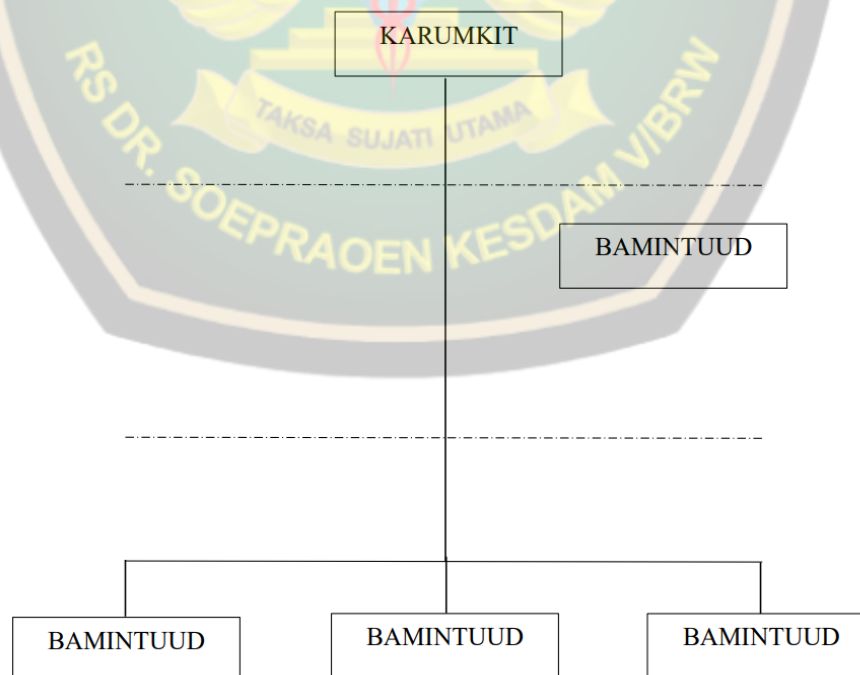 KARUMKIT
TAKSA SUJATI UTAMA
RS DR. SOEPRAOEN KESDAM V/BRW
BAMINTUUD
BAMINTUUD
BAMINTUUD
BAMINTUUD